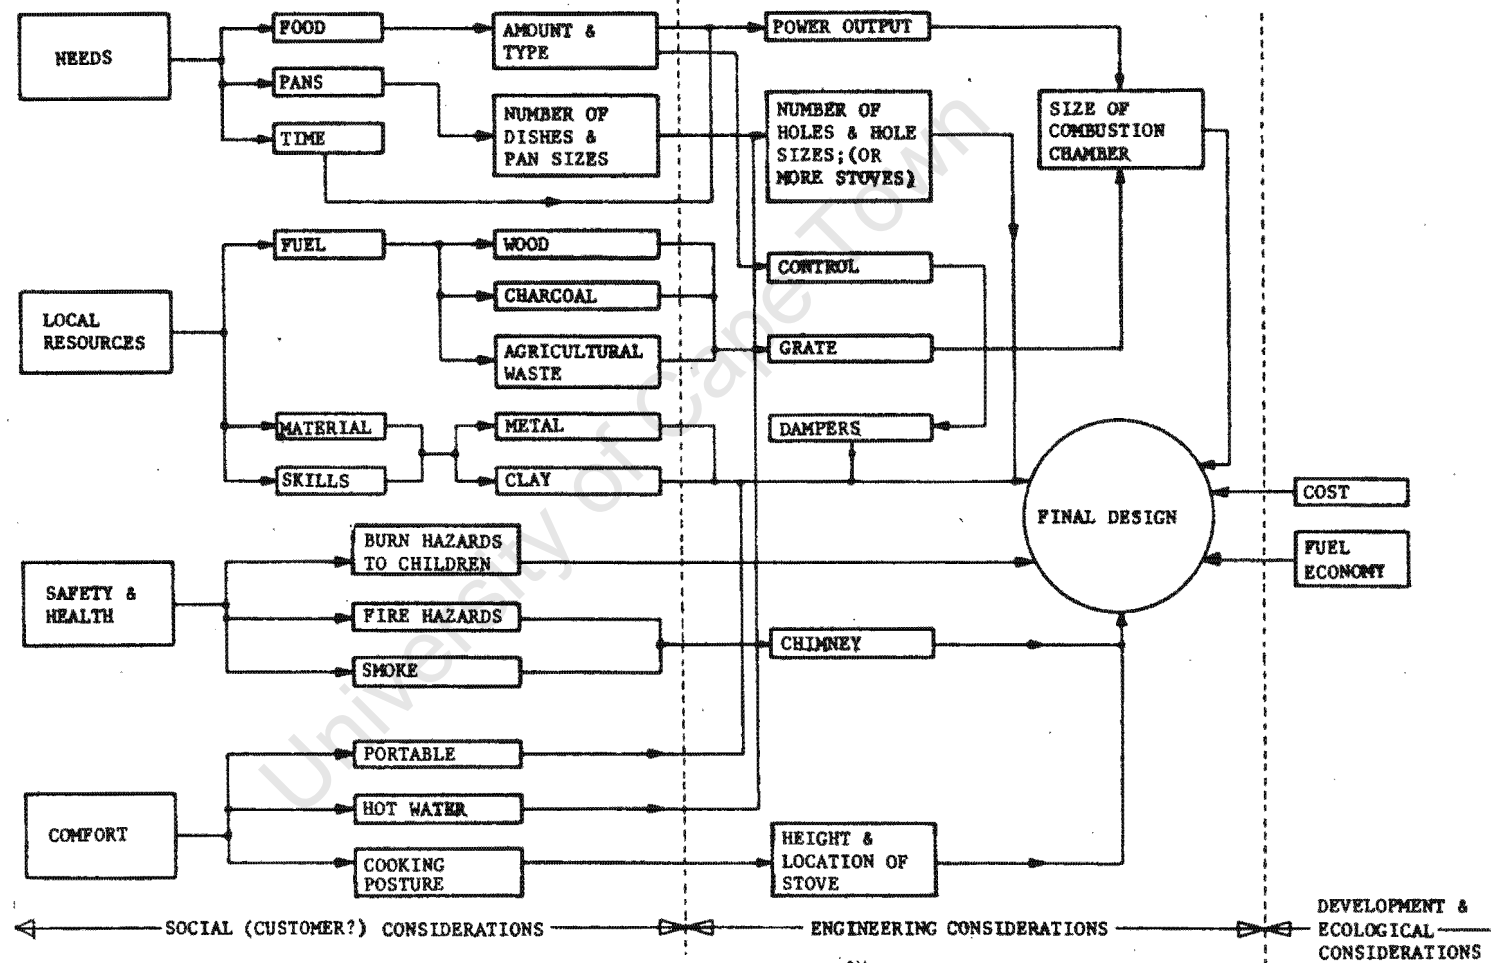 NEEDS
FOOD
PANS
TIME
AMOUNT &
TYPE
NUMBER OF
DISHES &
PAN SIZES
POWER OUTPUT
NUMBER OF
HOLES & HOLE
SIZES;(OR
MORE STOVES)
SIZE OF
COMBUSTION
CHAMBER
LOCAL
RESOURCES
FUEL
WOOD
CHARCOAL
AGRICULTURAL
WASTE
CONTROL
GRATE
MATERIAL
SKILLS
METAL
CLAY
DAMPERS
FINAL DESIGN
COST
FUEL
ECONOMY
SAFETY &
HEALTH
BURN HAZARDS
TO CHILDREN
FIRE HAZARDS
SMOKE
CHIMNEY
COMFORT
PORTABLE
HOT WATER
COOKING
POSTURE
HEIGHT &
LOCATION OF
STOVE
SOCIAL (CUSTOMER?) CONSIDERATIONS
ENGINEERING CONSIDERATIONS
DEVELOPMENT &
ECOLOGICAL
CONSIDERATIONS
University of Cape Town